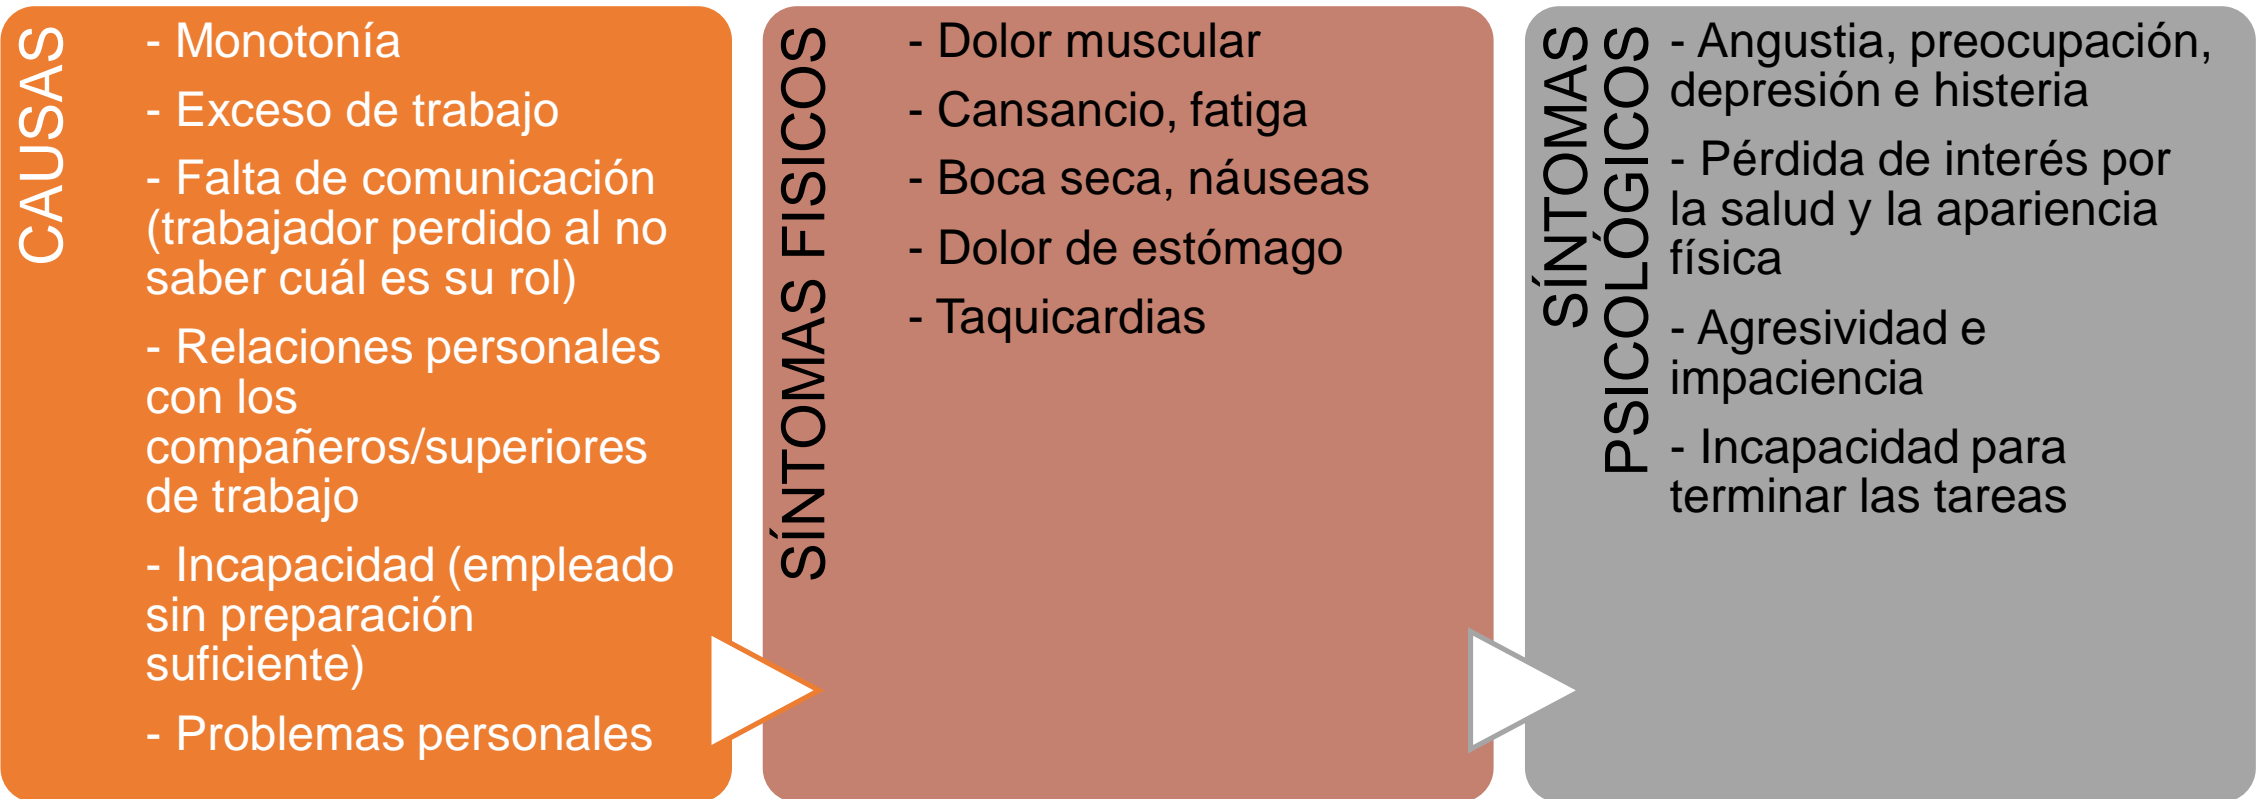 CAUSAS
- Monotonía
- Exceso de trabajo
- Falta de comunicación
(trabajador perdido al no
saber cuál es su rol)
- Relaciones personales
con los
compañeros/superiores
de trabajo
- Incapacidad (empleado
sin preparación
suficiente)
- Problemas personales
SÍNTOMAS FISICOS
- Dolor muscular
- Cansancio, fatiga
- Boca seca, náuseas
- Dolor de estómago
- Taquicardias
SÍNTOMAS
PSICOLÓGICOS
- Angustia, preocupación,
depresión e histeria
- Pérdida de interés por
la salud y la apariencia
física
- Agresividad e
impaciencia
- Incapacidad para
terminar las tareas